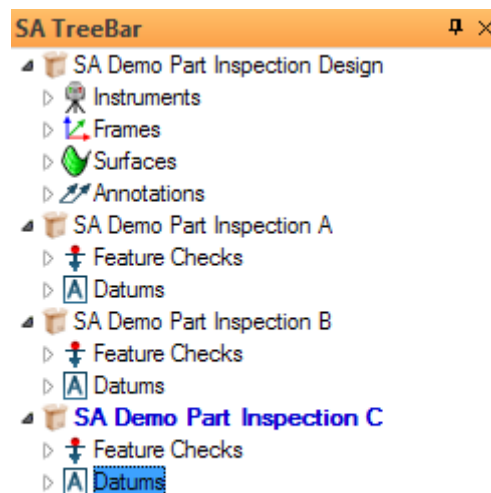 SA TreeBar
SA Demo Part Inspection Design
Instruments
Frames
Surfaces
Annotations
SA Demo Part Inspection A
Feature Checks
A Datums
SA Demo Part Inspection B
Feature Checks
A Datums
SA Demo Part Inspection C
Feature Checks
A Datums